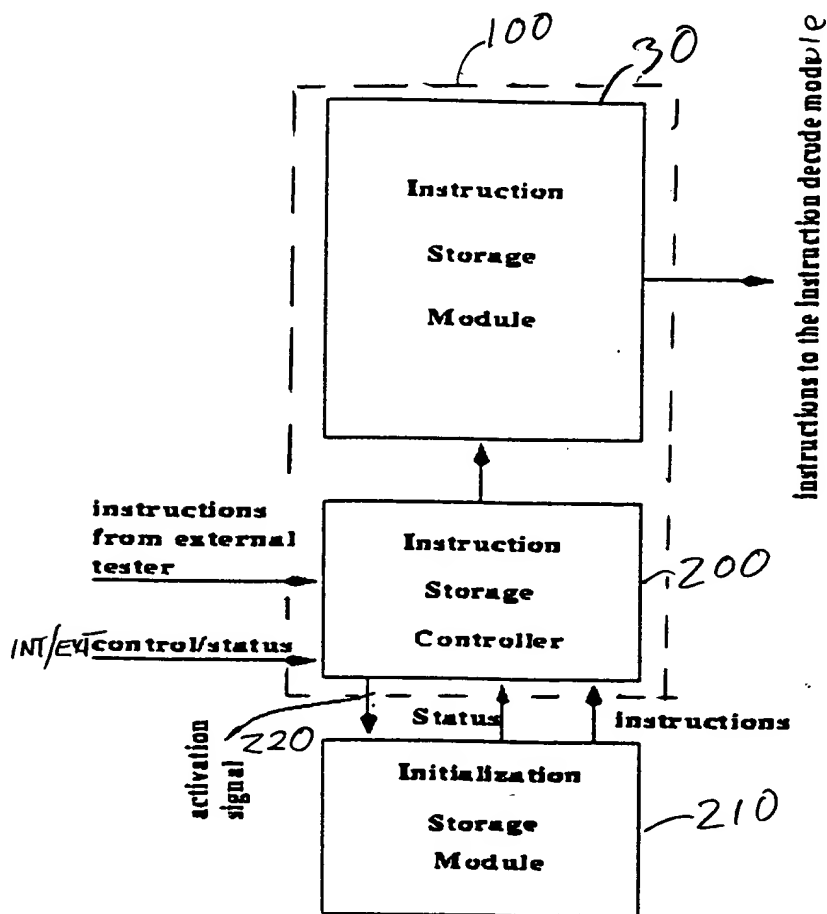 100
30
Instruction
Storage
Module
instructions to the instruction decode module
instructions
from external
tester
Instruction
Storage
Controller
200
INT/EXT control/status
Status
instructions
220
activation
signal
Initialization
Storage
Module
210